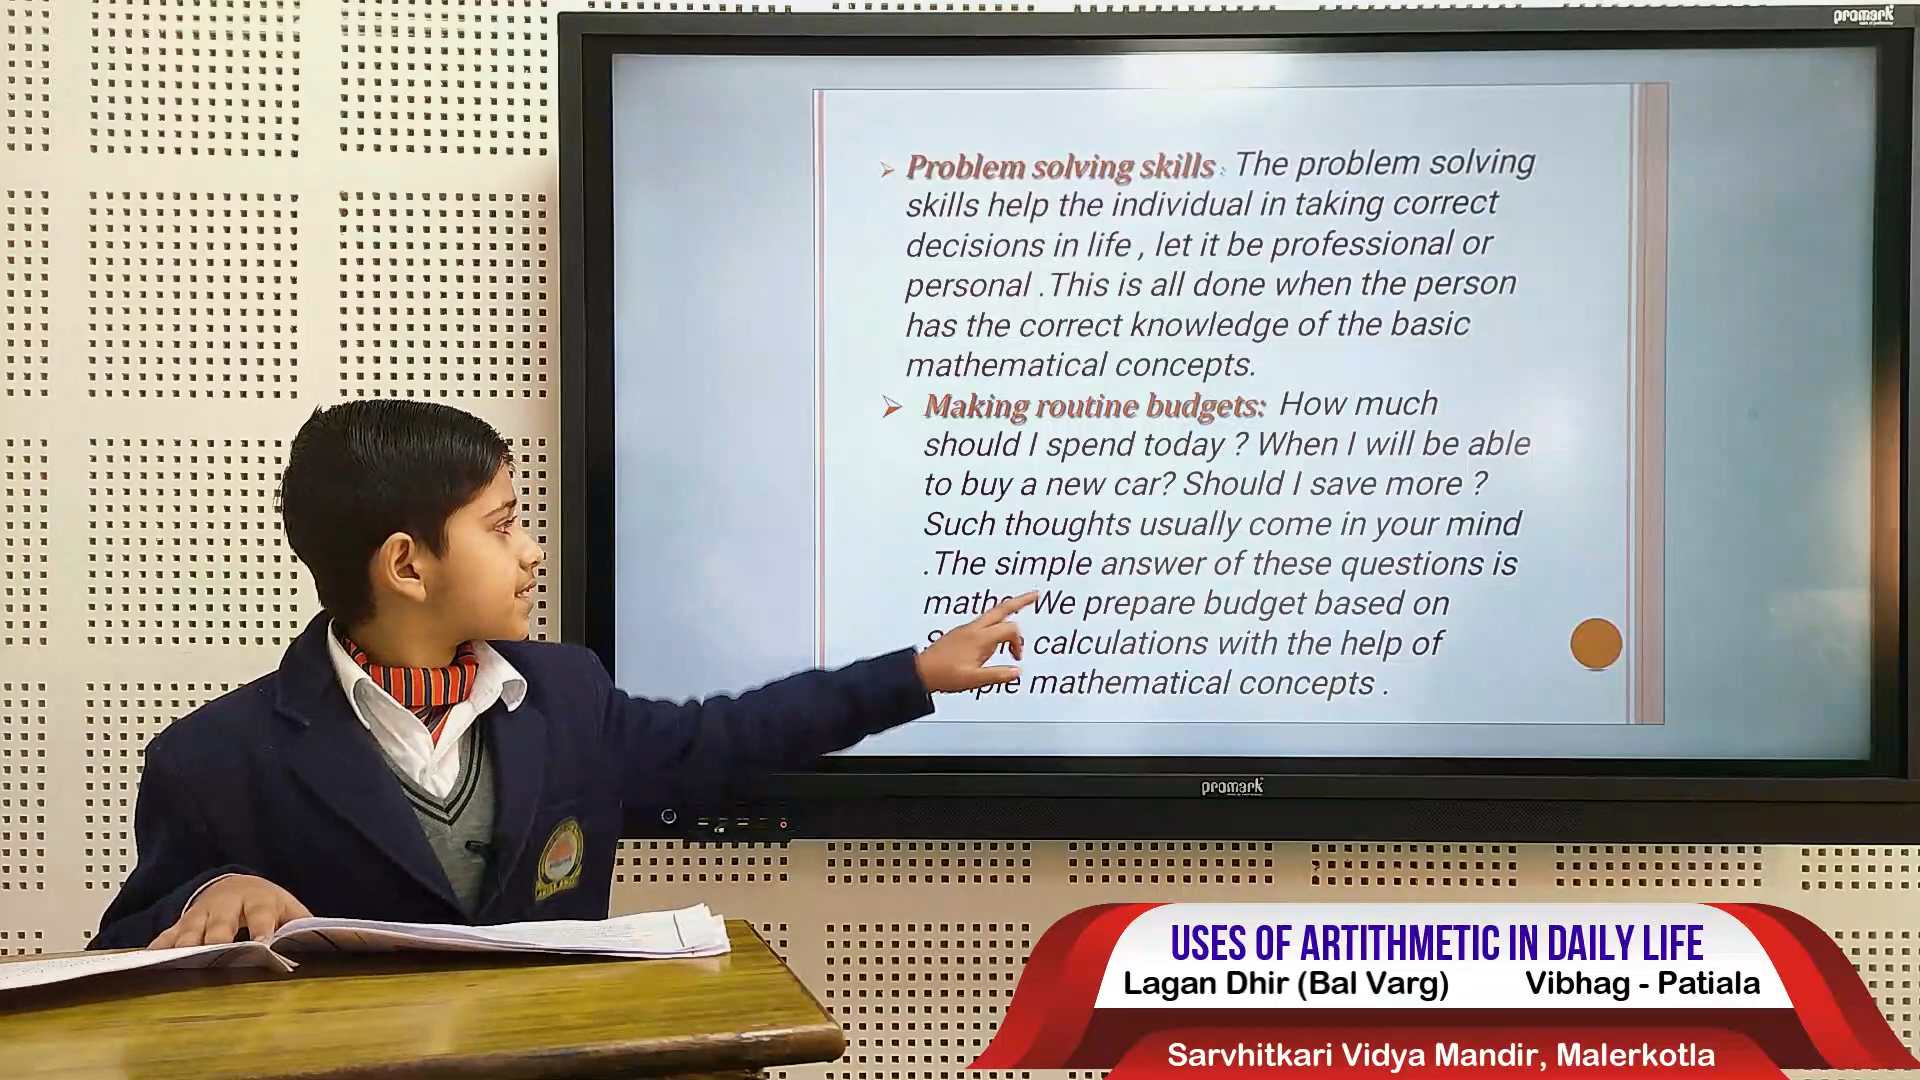 promark
➢ Problem solving skills : The problem solving
skills help the individual in taking correct
decisions in life , let it be professional or
personal .This is all done when the person
has the correct knowledge of the basic
mathematical concepts.
➢ Making routine budgets: How much
should I spend today ? When I will be able
to buy a new car? Should I save more ?
Such thoughts usually come in your mind
.The simple answer of these questions is
We prepare budget based on
calculations with the help of
mathematical concepts .
promark
USES OF ARTITHMETIC IN DAILY LIFE
Lagan Dhir (Bal Varg) Vibhag - Patiala
Sarvhitkari Vidya Mandir, Malerkotla